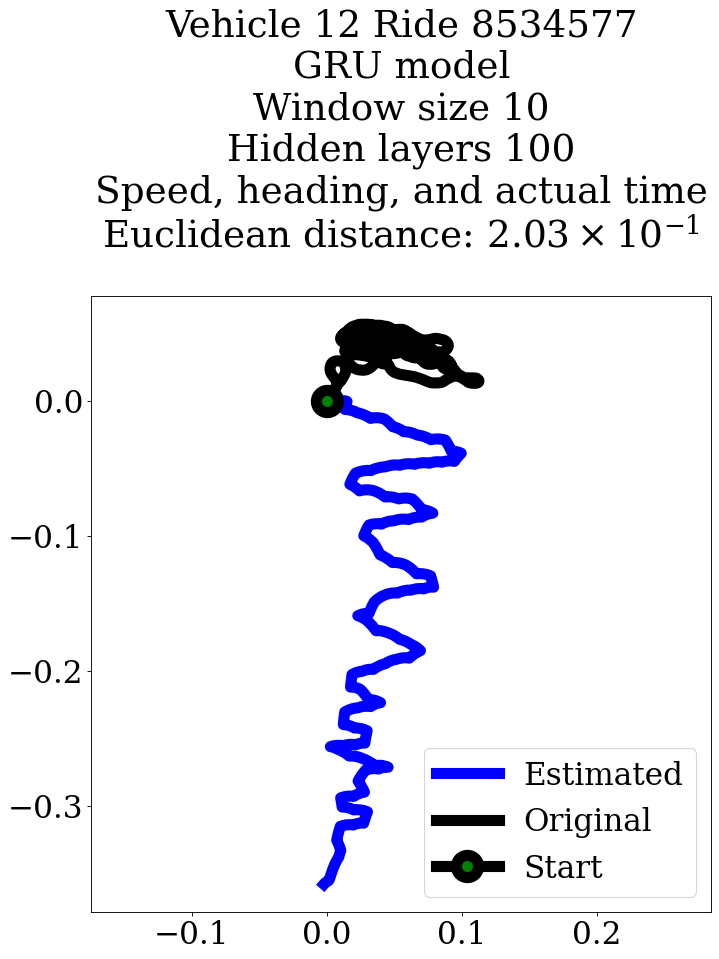 Vehicle 12 Ride 8534577
GRU model
Window size 10
Hidden layers 100
Speed, heading, and actual time
Euclidean distance: 2.03 × 10⁻¹
0.0
−0.1
−0.2
−0.3
Estimated
Original
Start
−0.1 0.0 0.1 0.2